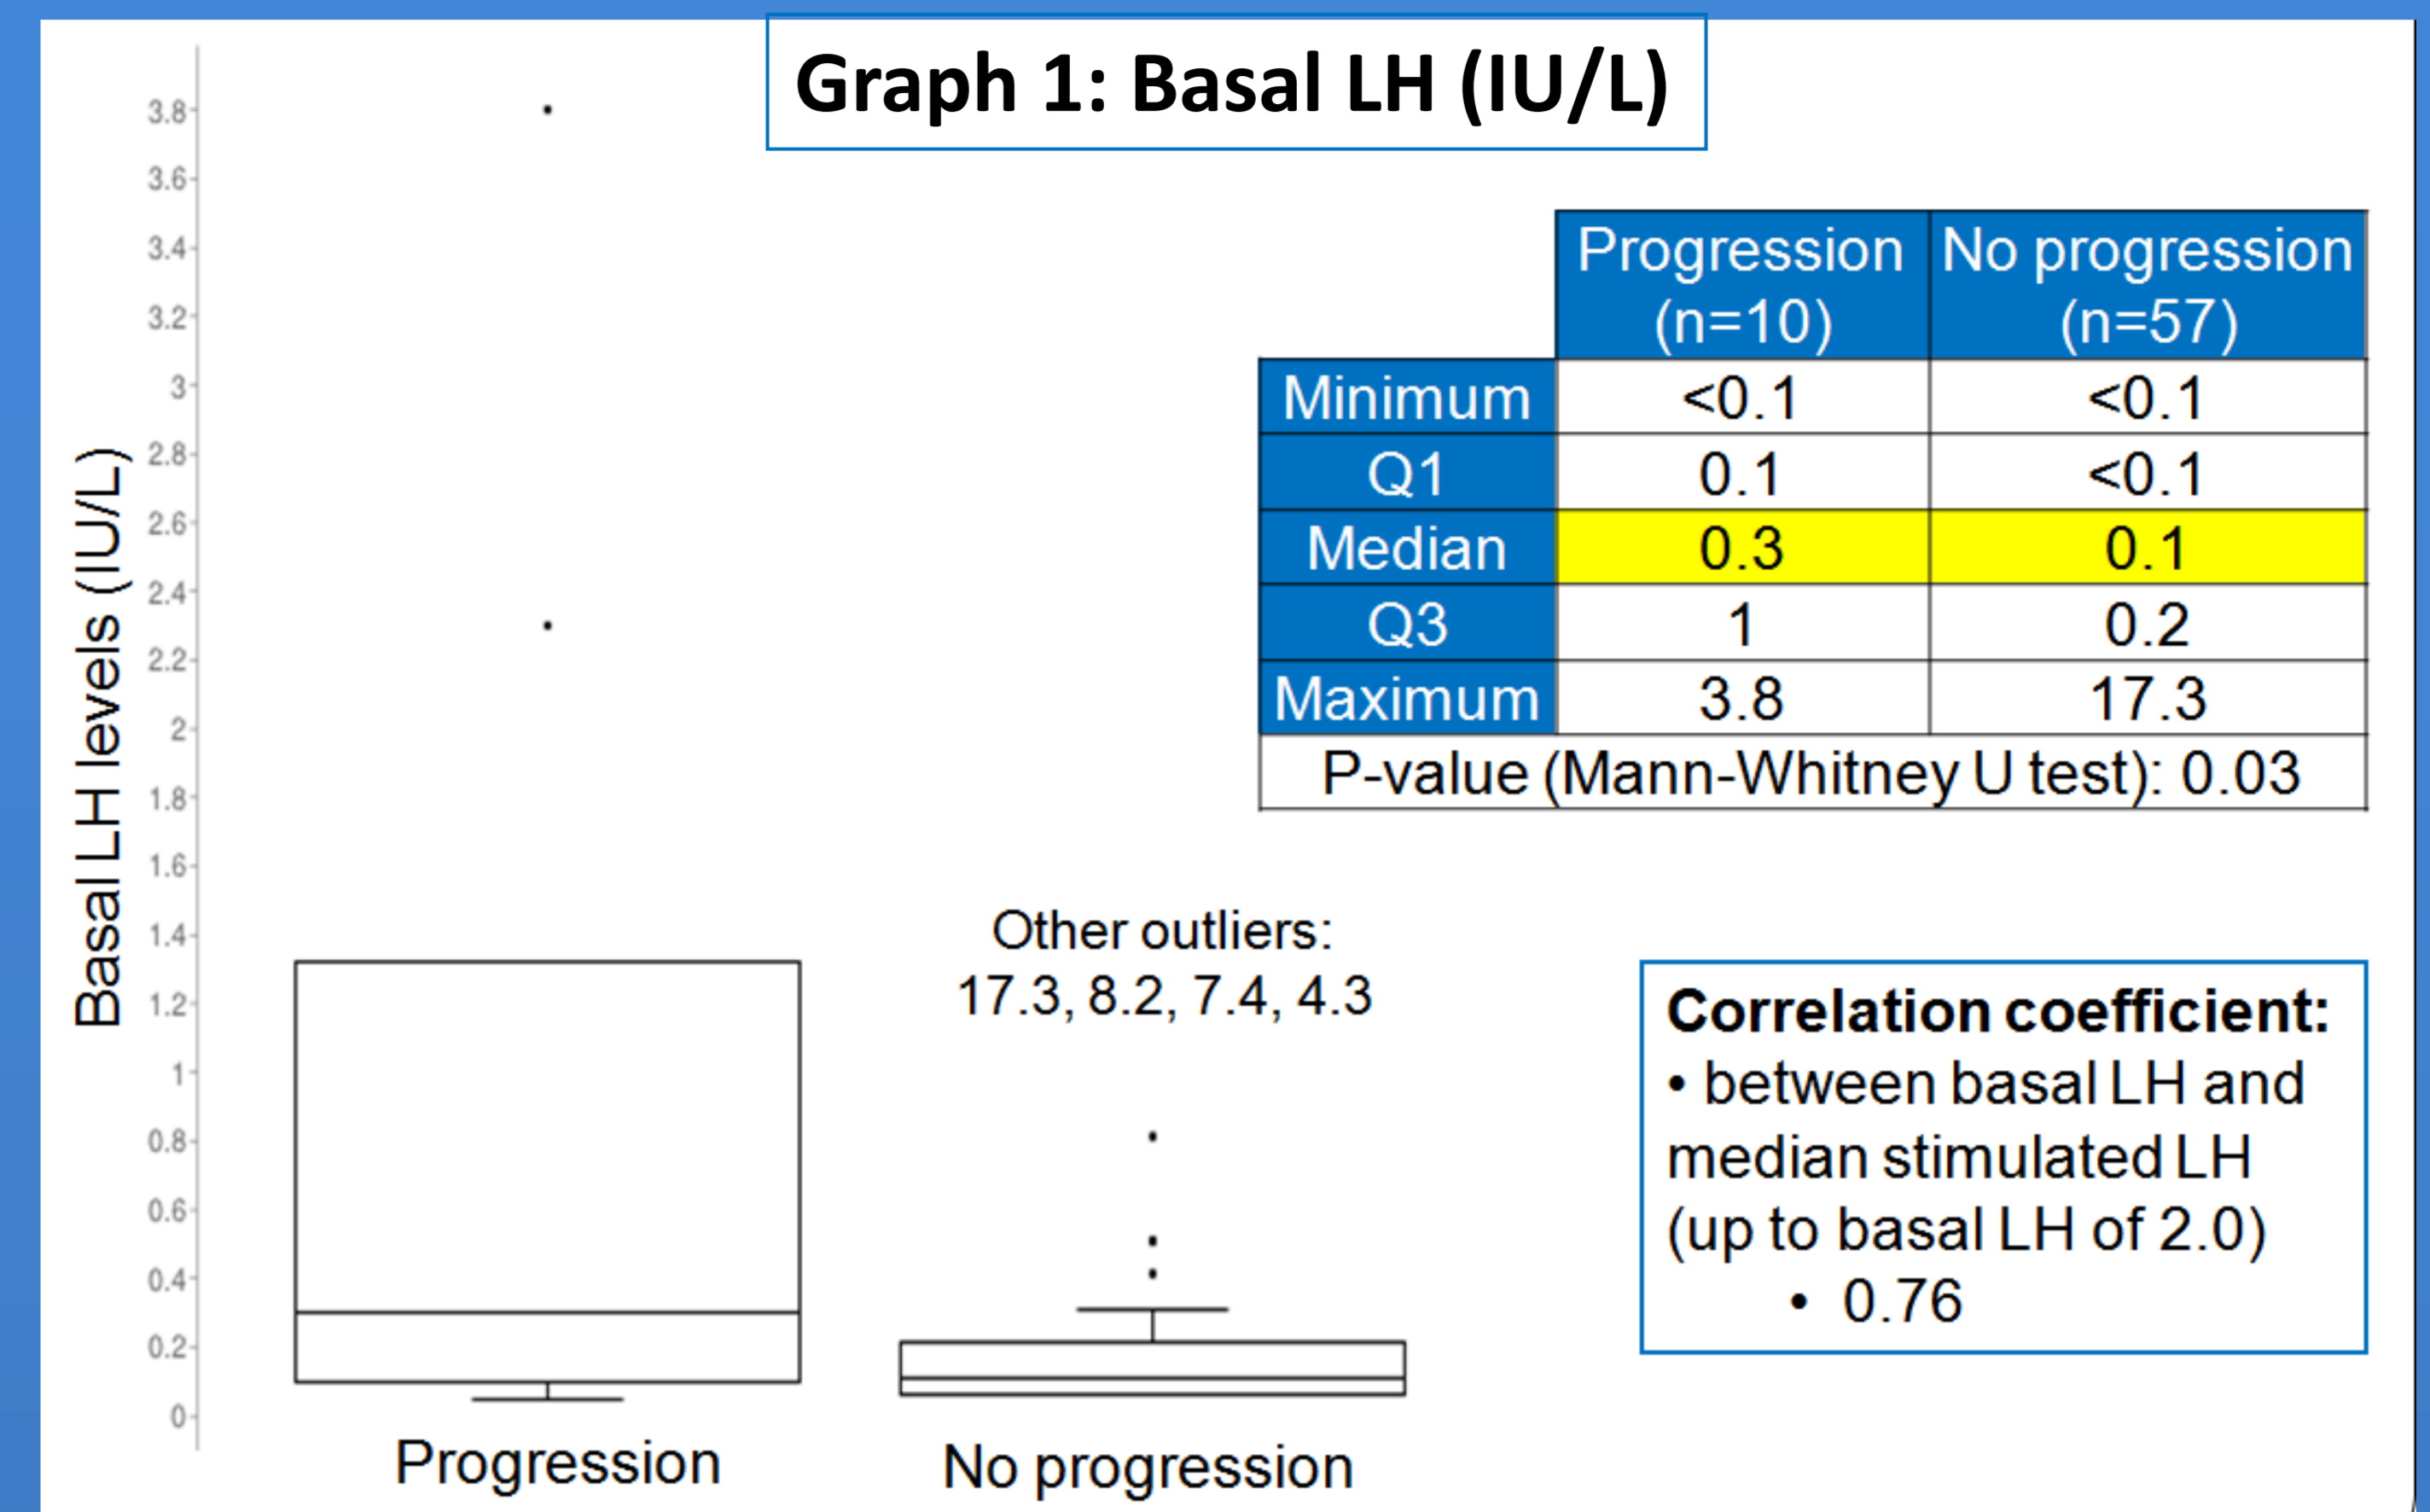 Graph 1: Basal LH (IU/L)
Basal LH levels (IU/L)
3.8
3.6
3.4
3.2
3
2.8
2.6
2.4
2.2
2
1.8
1.6
1.4
1.2
1
0.8
0.6
0.4
0.2
0
Progression
No progression
Other outliers:
17.3, 8.2, 7.4, 4.3
Progression No progression
(n=10) (n=57)
Minimum <0.1 <0.1
Q1 0.1 <0.1
Median 0.3 0.1
Q3 1 0.2
Maximum 3.8 17.3
P-value (Mann-Whitney U test): 0.03
Correlation coefficient:
• between basal LH and
median stimulated LH
(up to basal LH of 2.0)
• 0.76